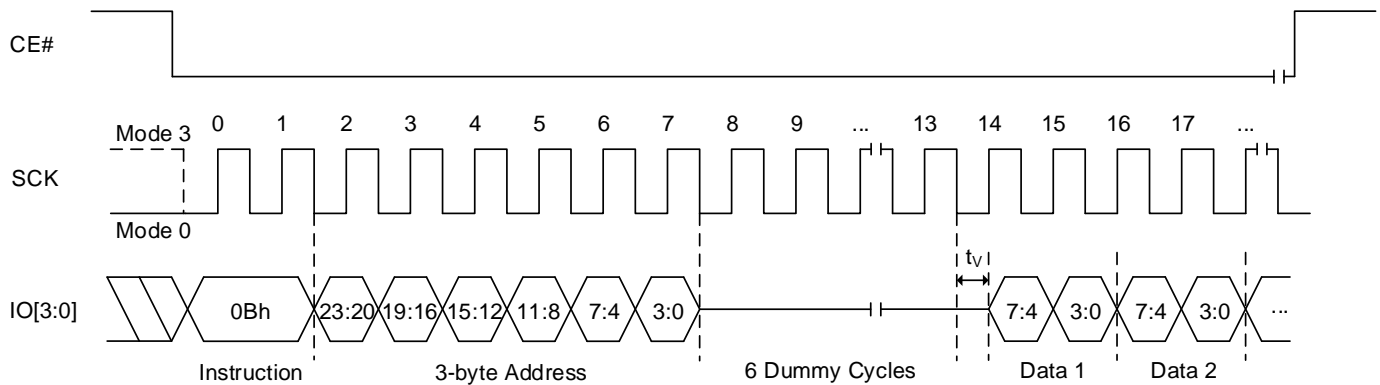 CE#
Mode 3 0 1 2 3 4 5 6 7 8 9 ... 13 14 15 16 17 ...
SCK
Mode 0
tV
IO[3:0] 0Bh 23:20 19:16 15:12 11:8 7:4 3:0 7:4 3:0 7:4 3:0 ...
Instruction 3-byte Address 6 Dummy Cycles Data 1 Data 2